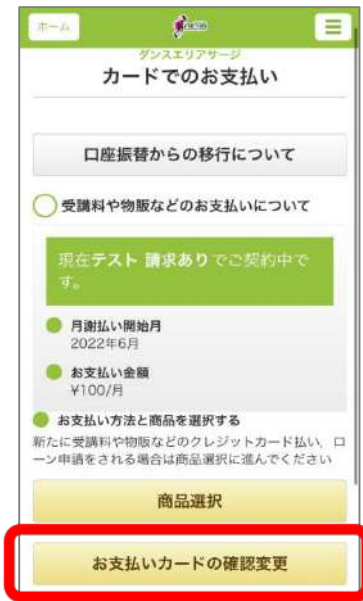 ホーム
ダンスエリアサージ
カードでのお支払い
口座振替からの移行について
受講料や物販などのお支払いについて
現在テスト 請求ありでご契約中で
す。
月謝払い開始月
2022年6月
お支払い金額
¥100/月
お支払い方法と商品を選択する
新たに受講料や物販などのクレジットカード払い、ロ
ーン申請をされる場合は商品選択に進んでください
商品選択
お支払いカードの確認変更